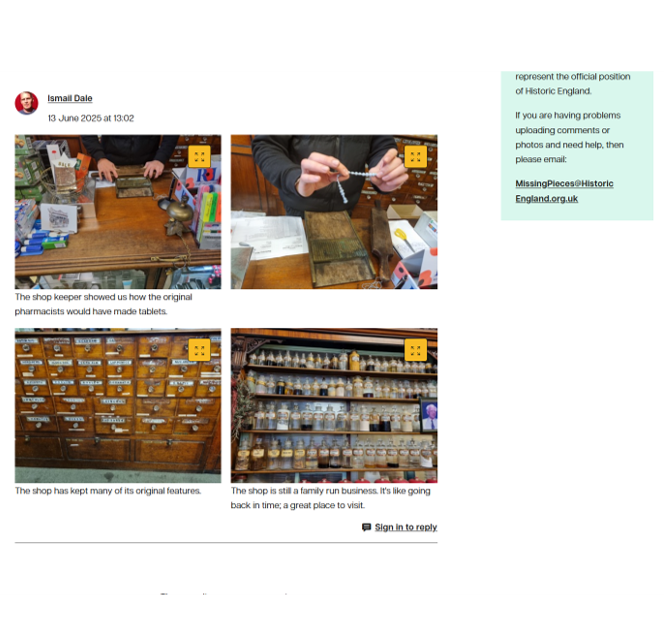 Ismail Dale
13 June 2025 at 13:02
The shop keeper showed us how the original
pharmacists would have made tablets.
The shop has kept many of its original features.
The shop is still a family run business. It's like going
back in time; a great place to visit.
Sign in to reply
represent the official position
of Historic England.
If you are having problems
uploading comments or
photos and need help, then
please email:
MissingPieces@Historic
England.org.uk